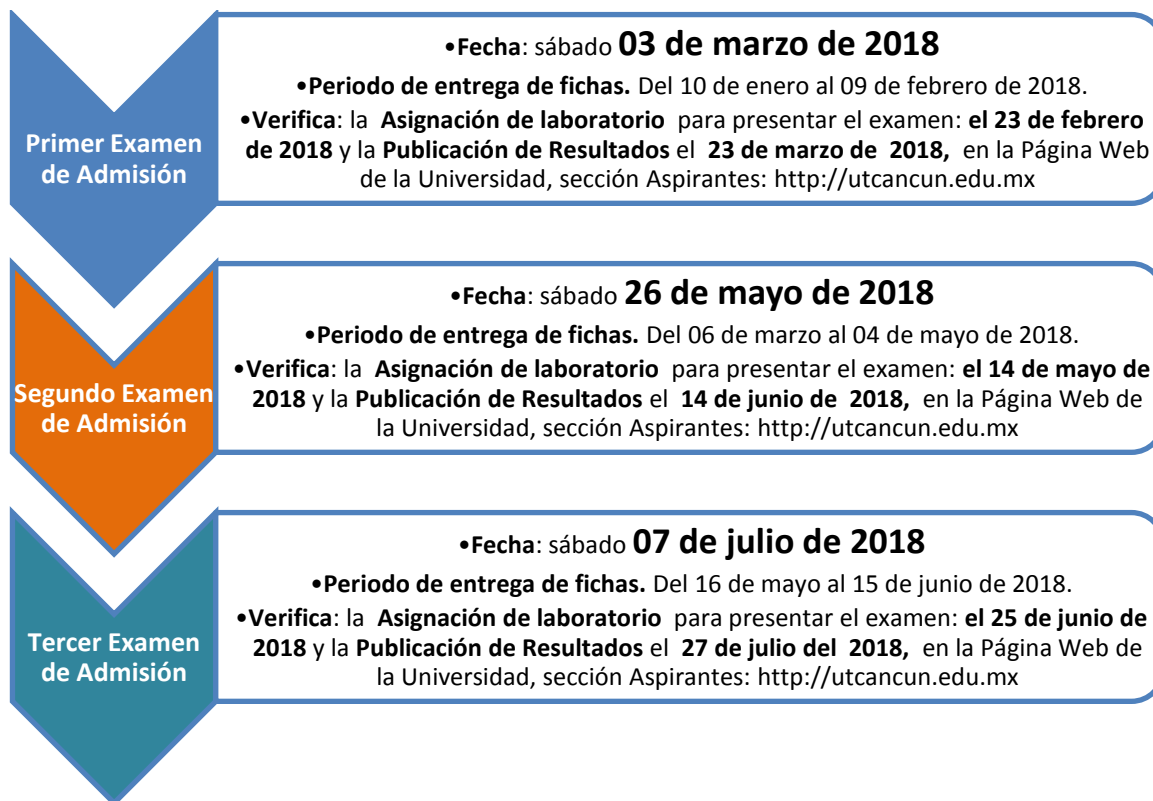 Primer Examen
de Admisión
•Fecha: sábado 03 de marzo de 2018
•Periodo de entrega de fichas. Del 10 de enero al 09 de febrero de 2018.
•Verifica: la Asignación de laboratorio para presentar el examen: el 23 de febrero
de 2018 y la Publicación de Resultados el 23 de marzo de 2018, en la Página Web
de la Universidad, sección Aspirantes: http://utcancun.edu.mx
Segundo Examen
de Admisión
•Fecha: sábado 26 de mayo de 2018
•Periodo de entrega de fichas. Del 06 de marzo al 04 de mayo de 2018.
•Verifica: la Asignación de laboratorio para presentar el examen: el 14 de mayo de
2018 y la Publicación de Resultados el 14 de junio de 2018, en la Página Web de
la Universidad, sección Aspirantes: http://utcancun.edu.mx
Tercer Examen
de Admisión
•Fecha: sábado 07 de julio de 2018
•Periodo de entrega de fichas. Del 16 de mayo al 15 de junio de 2018.
•Verifica: la Asignación de laboratorio para presentar el examen: el 25 de junio de
2018 y la Publicación de Resultados el 27 de julio del 2018, en la Página Web de
la Universidad, sección Aspirantes: http://utcancun.edu.mx